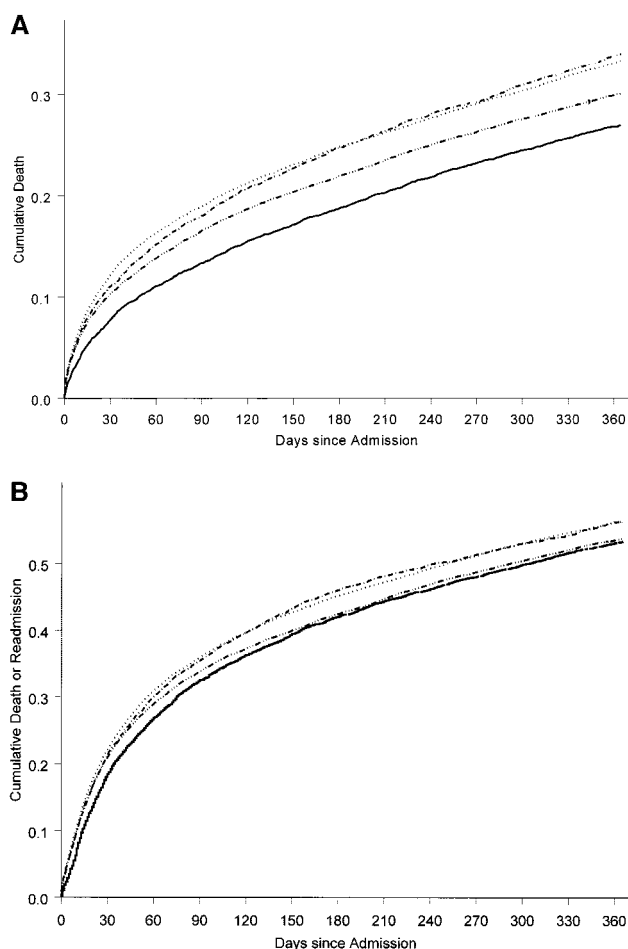 A
Cumulative Death
0.3
0.2
0.1
0.0
0 30 60 90 120 150 180 210 240 270 300 330 360
Days since Admission
B
Cumulative Death or Readmission
0.5
0.4
0.3
0.2
0.1
0.0
0 30 60 90 120 150 180 210 240 270 300 330 360
Days since Admission